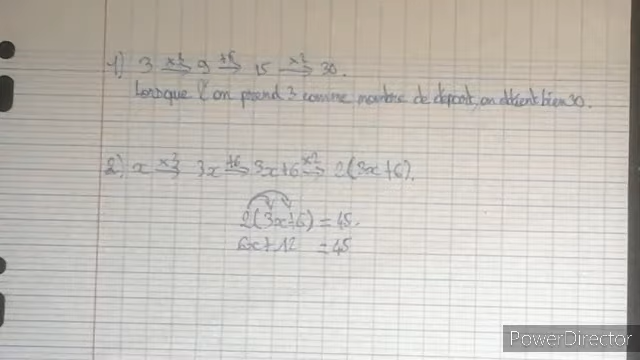 1) 3 ×3→ 9 +6→ 15 ×2→ 30.
Lorsque l'on prend 3 comme nombre de départ, on obtient bien 30.
2) x ×3→ 3x +6→ 3x+6 ×2→ 2(3x+6).
2(3x+6) = 45.
6x+12 = 45
PowerDirector